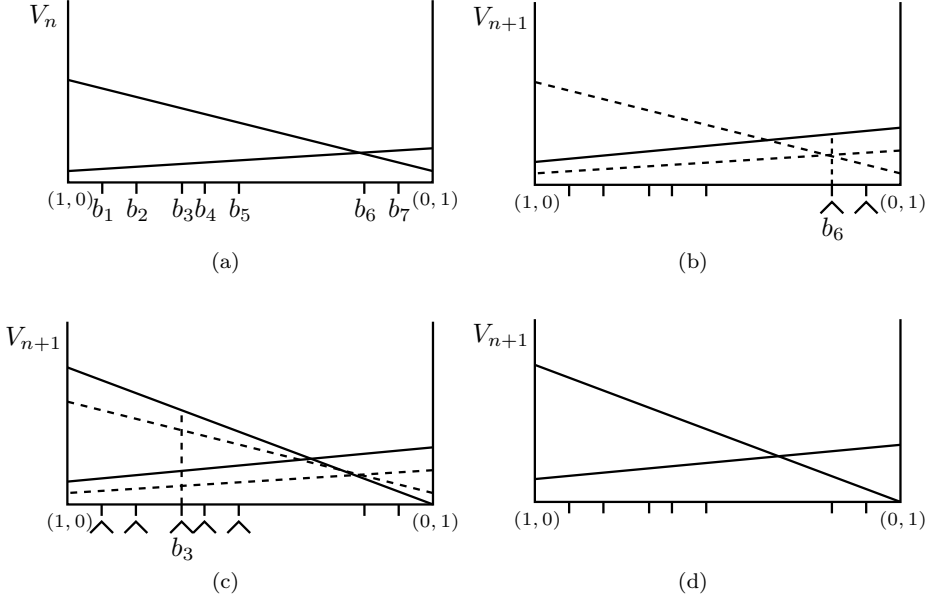 V_n
(1, 0) b_1 b_2 b_3 b_4 b_5 b_6 b_7 (0, 1)
(a)
V_{n+1}
(1, 0) (0, 1)
b_6
(b)
V_{n+1}
(1, 0) (0, 1)
b_3
(c)
V_{n+1}
(1, 0) (0, 1)
(d)